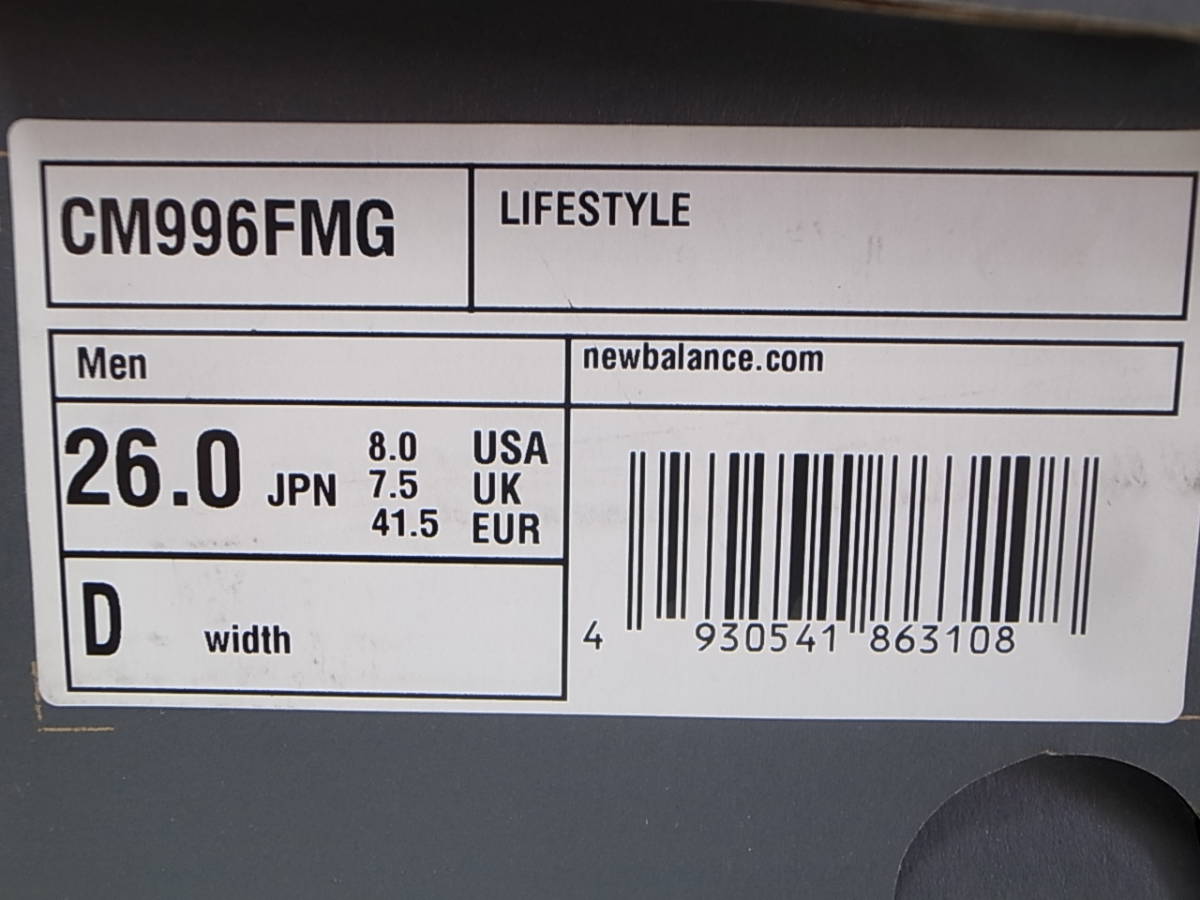 CM996FMG
LIFESTYLE
Men
newbalance.com
26.0 JPN
8.0 USA
7.5 UK
41.5 EUR
D width
4 930541 863108